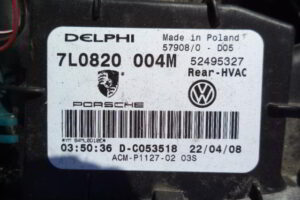 DELPHI Made in Poland
57908/0 - D05
7L0820 004M 52495327
Rear-HVAC
PORSCHE
03:50:36 D-C053518 22/04/08
ACM-P1127-02 03S